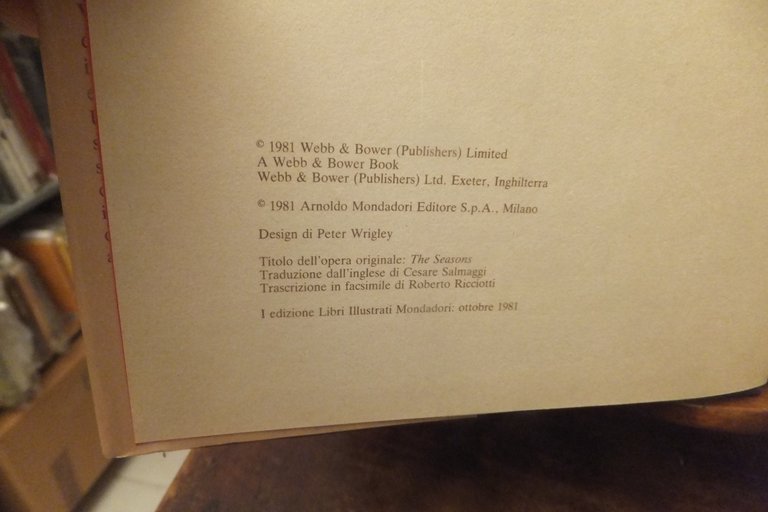 © 1981 Webb & Bower (Publishers) Limited
A Webb & Bower Book
Webb & Bower (Publishers) Ltd. Exeter, Inghilterra
© 1981 Arnoldo Mondadori Editore S.p.A., Milano
Design di Peter Wrigley
Titolo dell'opera originale: The Seasons
Traduzione dall'inglese di Cesare Salmaggi
Trascrizione in facsimile di Roberto Ricciotti
I edizione Libri Illustrati Mondadori: ottobre 1981